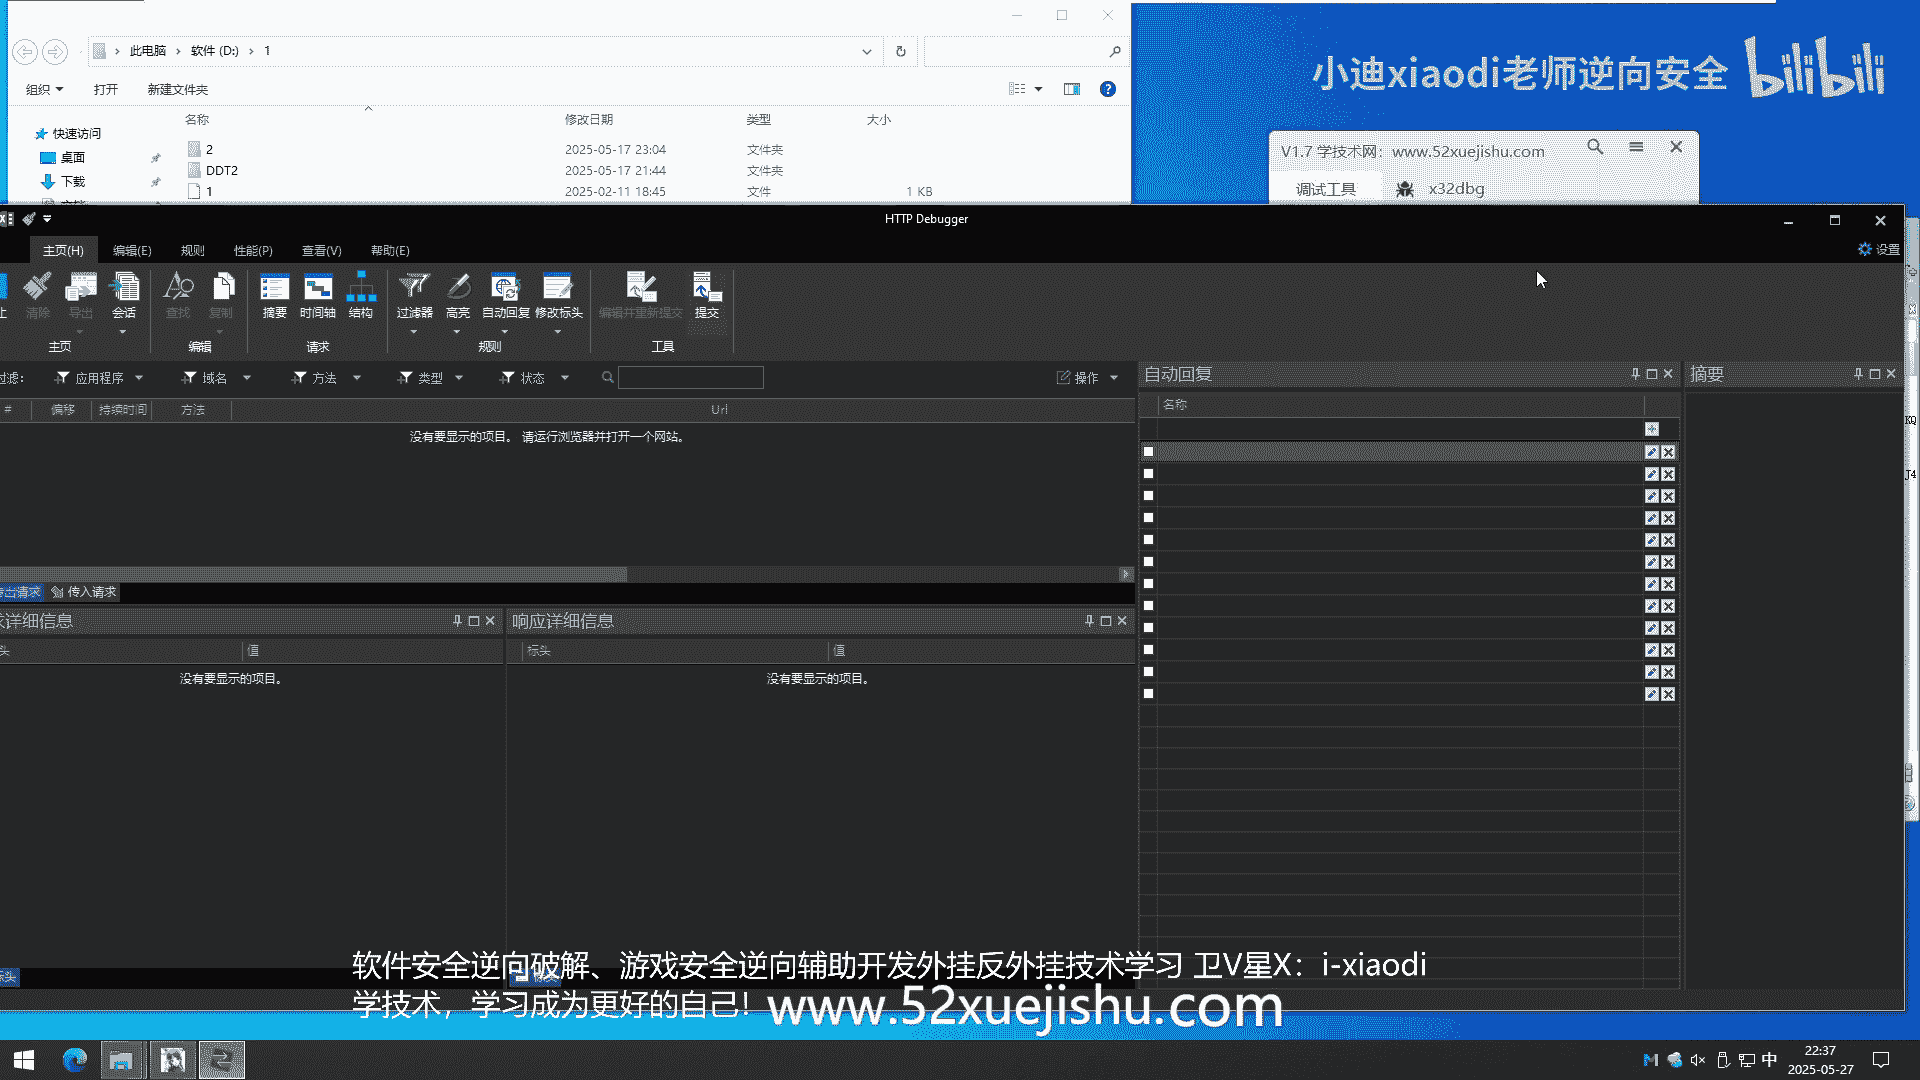 此电脑 > 软件 (D:) > 1
组织 打开 新建文件夹
名称 修改日期 类型 大小
快速访问
桌面
下载
2 2025-05-17 23:04 文件夹
DDT2 2025-05-17 21:44 文件夹
1 2025-02-11 18:45 文件 1 KB
小迪xiaodi老师逆向安全 bilibili
V1.7 学技术网: www.52xuejishu.com
调试工具 x32dbg
HTTP Debugger
主页(H) 编辑(E) 规则 性能(P) 查看(V) 帮助(E) 设置
清除 导出 会话 查找 复制 摘要 时间轴 结构 过滤器 高亮 自动回复 修改标头 编辑并重新提交 提交
主页 编辑 请求 规则 工具
应用程序 域名 方法 类型 状态 操作
# 偏移 持续时间 方法 Url
没有要显示的项目。 请运行浏览器并打开一个网站。
自动回复
名称
摘要
传入请求
详细信息
值
没有要显示的项目。
响应详细信息
标头 值
没有要显示的项目。
软件安全逆向破解、游戏安全逆向辅助开发外挂反外挂技术学习 卫V星X: i-xiaodi
学技术, 学习成为更好的自己! www.52xuejishu.com
中
22:37
2025-05-27